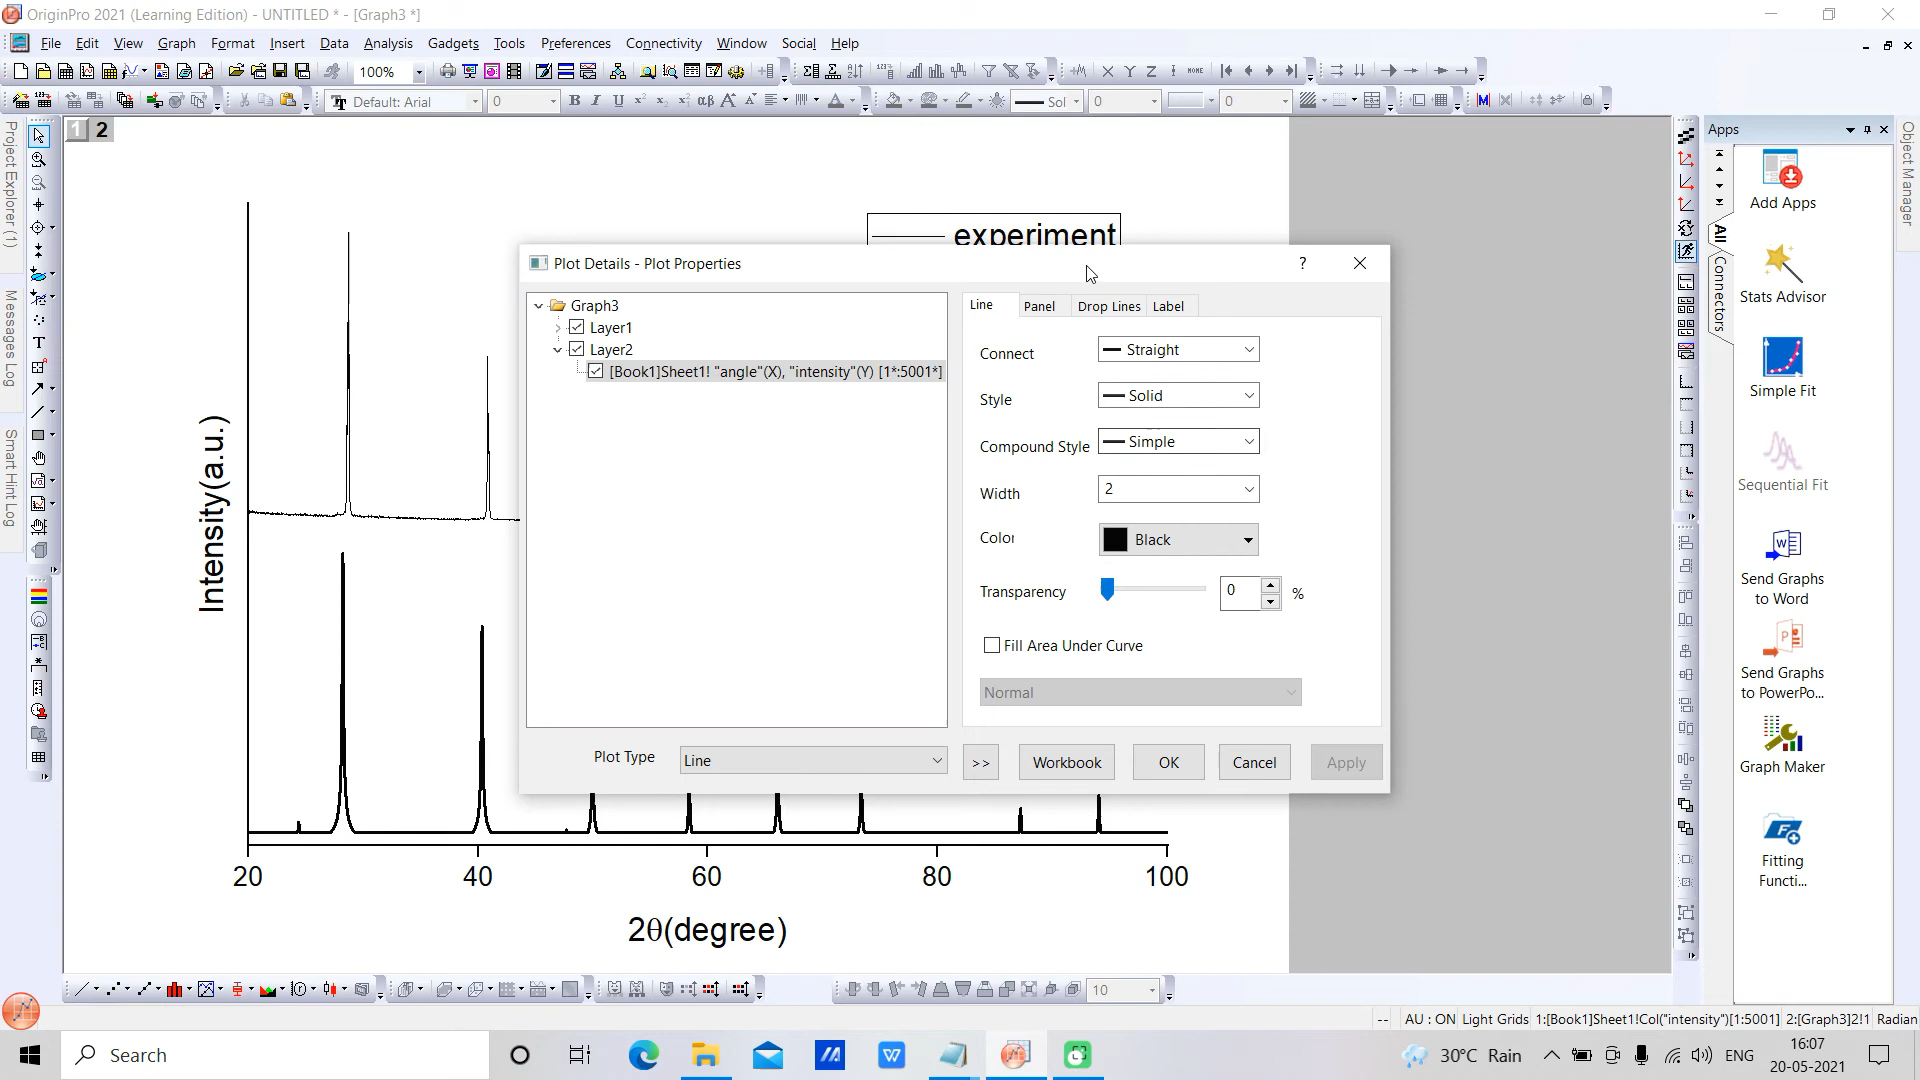 OriginPro 2021 (Learning Edition) - UNTITLED * - [Graph3 *]
File Edit View Graph Format Insert Data Analysis Gadgets Tools Preferences Connectivity Window Social Help
100%
Default: Arial 0 B I U Sol 0 0
1 2
Project Explorer (1)
Messages Log
Smart Hint Log
Intensity(a.u.)
experiment
20 40 60 80 100
2θ(degree)
Plot Details - Plot Properties
Graph3
Layer1
Layer2
[Book1]Sheet1! "angle"(X), "intensity"(Y) [1*:5001*]
Line Panel Drop Lines Label
Connect Straight
Style Solid
Compound Style Simple
Width 2
Color Black
Transparency 0 %
Fill Area Under Curve
Normal
Plot Type Line >> Workbook OK Cancel Apply
Apps
All
Connectors
Add Apps
Stats Advisor
Simple Fit
Sequential Fit
Send Graphs
to Word
Send Graphs
to PowerPo...
Graph Maker
Fitting
Functi...
Object Manager
10
-- AU : ON Light Grids 1:[Book1]Sheet1!Col("intensity")[1:5001] 2:[Graph3]2!1 Radian
Search
30°C Rain ENG
16:07
20-05-2021